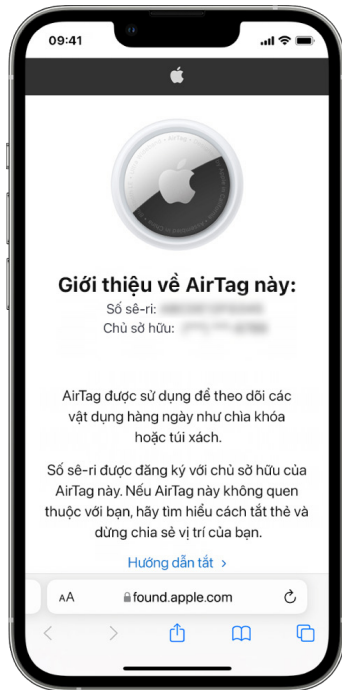 09:41
Giới thiệu về AirTag này:
Số sê-ri:
Chủ sở hữu:
AirTag được sử dụng để theo dõi các
vật dụng hàng ngày như chìa khóa
hoặc túi xách.
Số sê-ri được đăng ký với chủ sở hữu của
AirTag này. Nếu AirTag này không quen
thuộc với bạn, hãy tìm hiểu cách tắt thẻ và
dừng chia sẻ vị trí của bạn.
Hướng dẫn tắt >
AA
found.apple.com